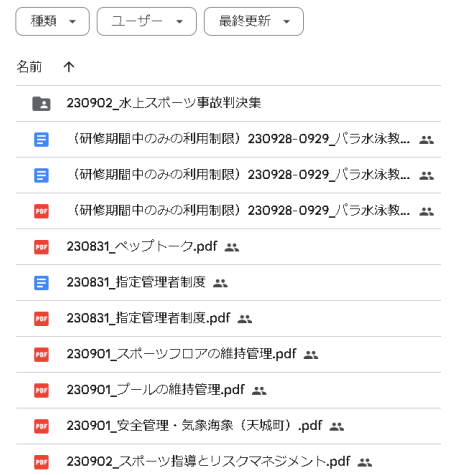 種類 ユーザー 最終更新
名前
230902_水上スポーツ事故判決集
（研修期間中のみの利用制限）230928-0929_パラ水泳教...
（研修期間中のみの利用制限）230928-0929_パラ水泳教...
PDF （研修期間中のみの利用制限）230928-0929_パラ水泳教...
PDF 230831_ペップトーク.pdf
230831_指定管理者制度
PDF 230831_指定管理者制度.pdf
PDF 230901_スポーツフロアの維持管理.pdf
PDF 230901_プールの維持管理.pdf
PDF 230901_安全管理・気象海象（天城町）.pdf
PDF 230902_スポーツ指導とリスクマネジメント.pdf